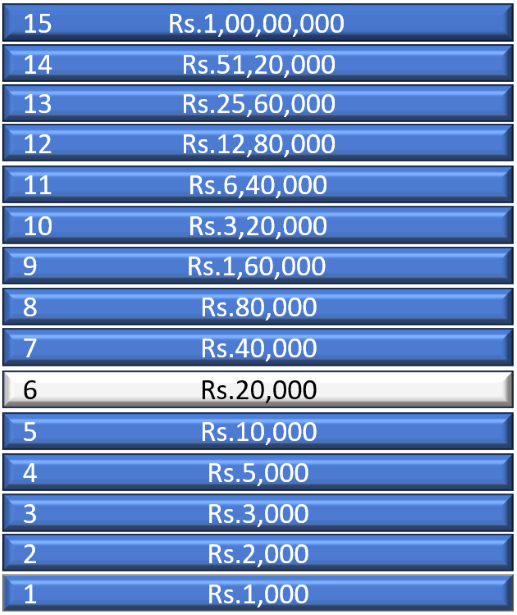 15 Rs.1,00,00,000
14 Rs.51,20,000
13 Rs.25,60,000
12 Rs.12,80,000
11 Rs.6,40,000
10 Rs.3,20,000
9 Rs.1,60,000
8 Rs.80,000
7 Rs.40,000
6 Rs.20,000
5 Rs.10,000
4 Rs.5,000
3 Rs.3,000
2 Rs.2,000
1 Rs.1,000